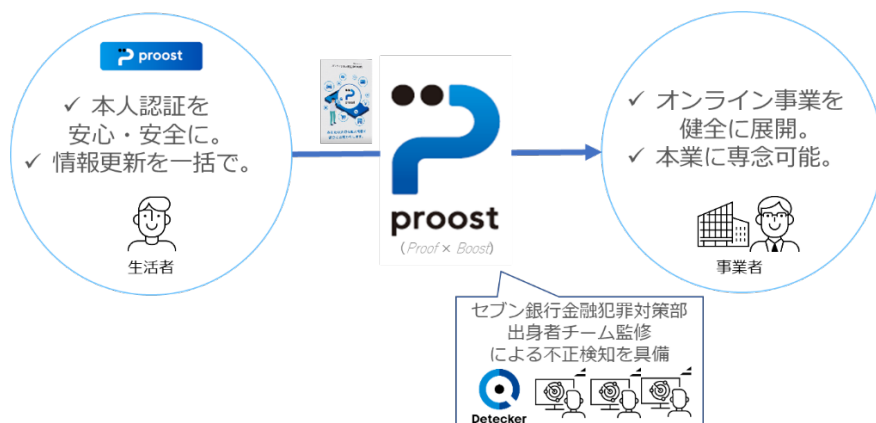 proost
✓ 本人認証を
安心・安全に。
✓ 情報更新を一括で。
生活者
proost
proost
(Proof × Boost)
✓ オンライン事業を
健全に展開。
✓ 本業に専念可能。
事業者
セブン銀行金融犯罪対策部
出身者チーム監修
による不正検知を具備
Detecker